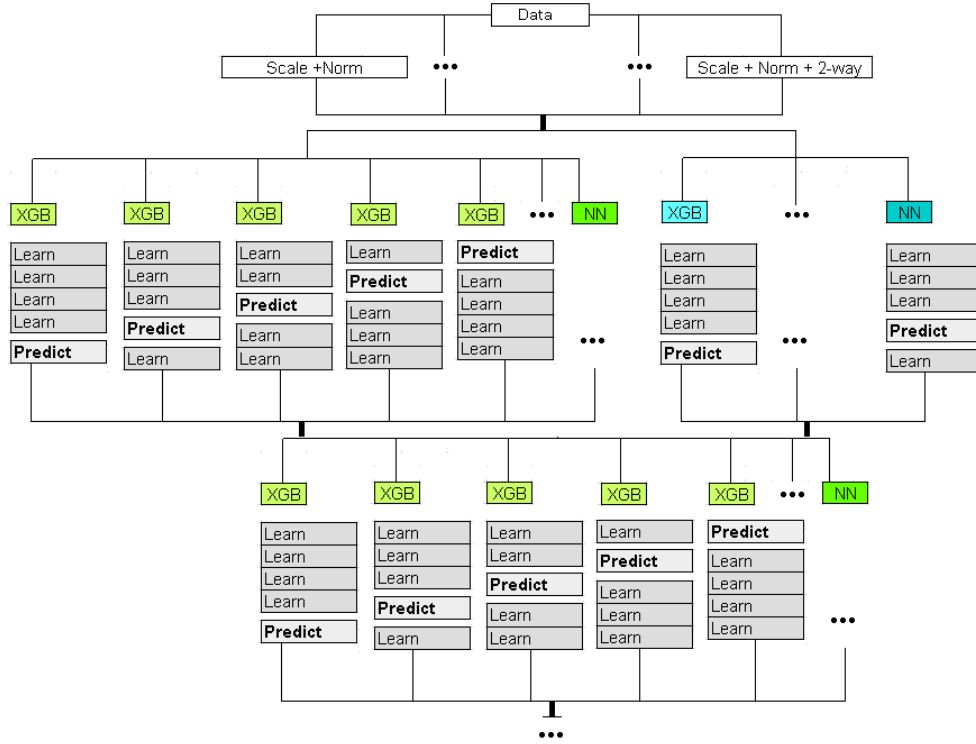 Data
Scale +Norm ••• ••• Scale + Norm + 2-way
XGB XGB XGB XGB XGB ••• NN XGB ••• NN
Learn
Learn
Learn
Learn
Predict
Learn
Learn
Learn
Predict
Learn
Learn
Learn
Predict
Learn
Learn
Learn
Predict
Learn
Learn
Learn
Predict
Learn
Learn
Learn
Learn
•••
Learn
Learn
Learn
Learn
Predict
•••
Learn
Learn
Learn
Predict
Learn
XGB XGB XGB XGB XGB ••• NN
Learn
Learn
Learn
Learn
Predict
Learn
Learn
Learn
Predict
Learn
Learn
Learn
Predict
Learn
Learn
Learn
Predict
Learn
Learn
Learn
Predict
Learn
Learn
Learn
Learn
•••
•••